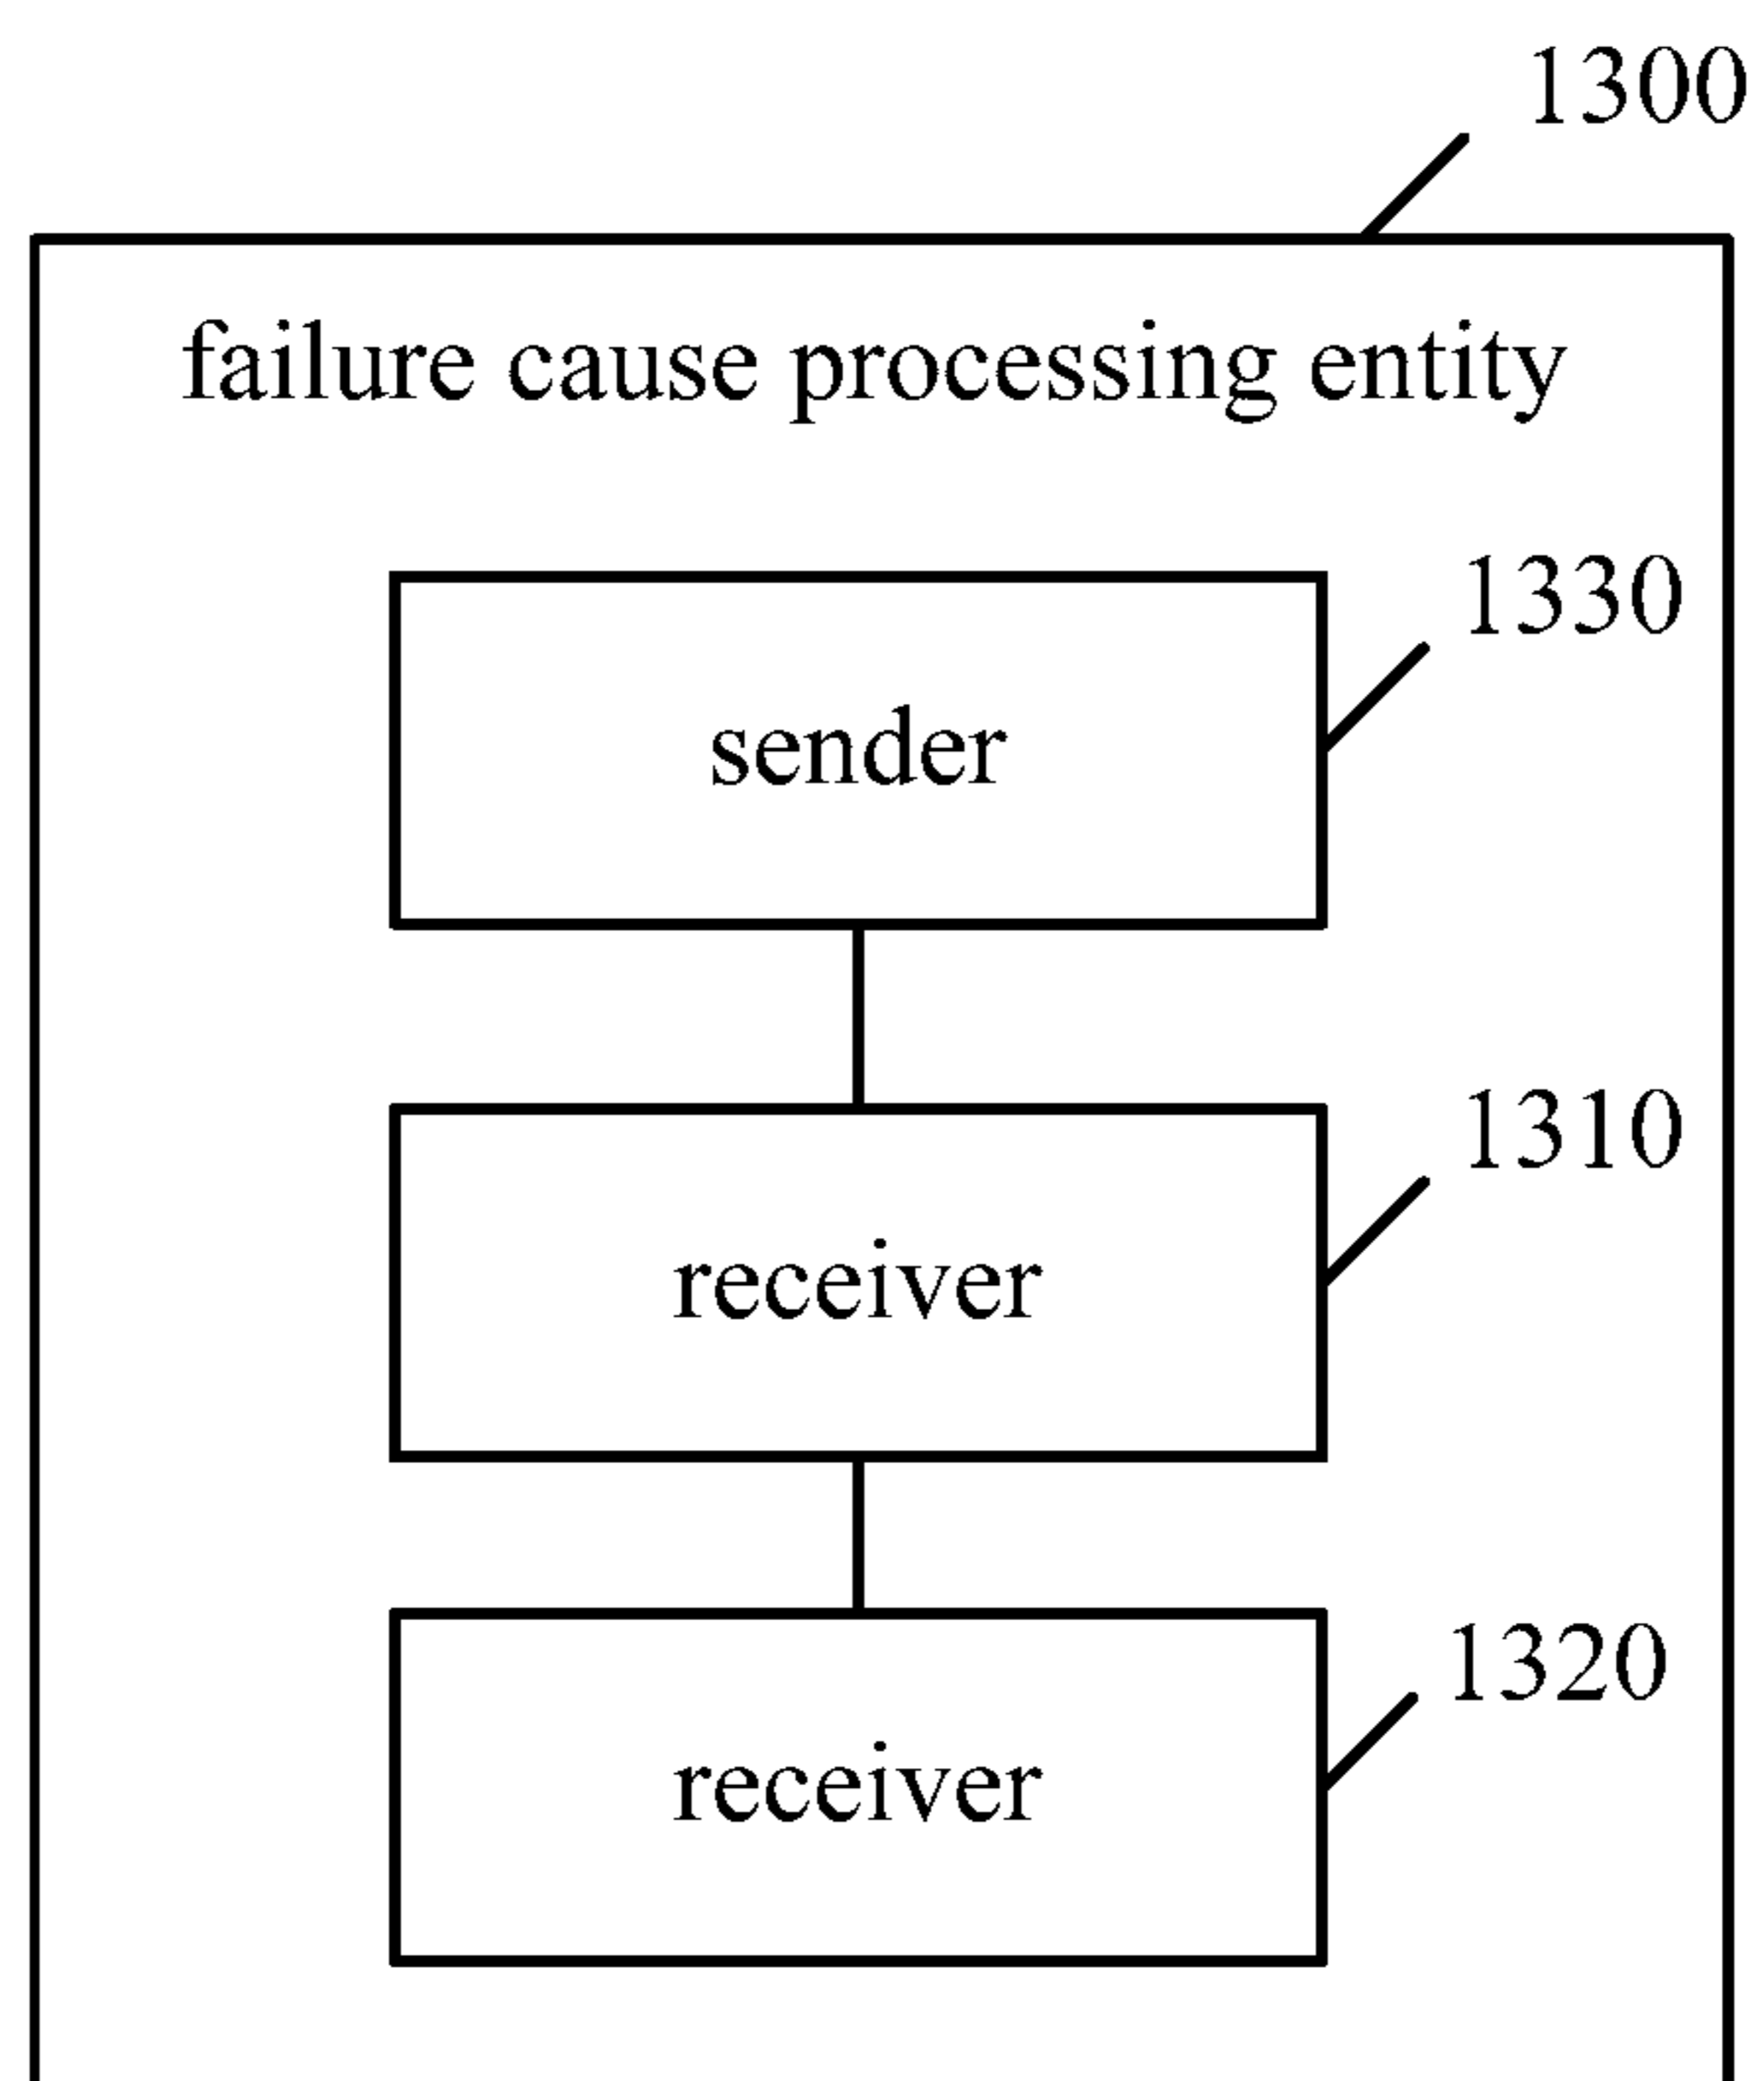 1300
failure cause processing entity
1330
sender
1310
receiver
1320
receiver